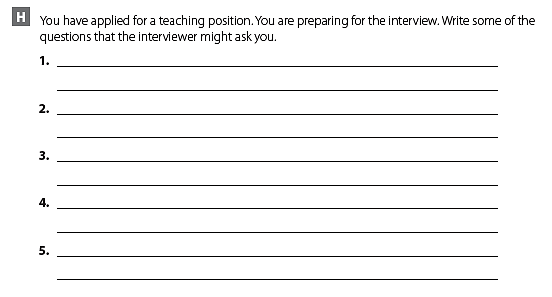 H You have applied for a teaching position. You are preparing for the interview. Write some of the
questions that the interviewer might ask you.
1.
2.
3.
4.
5.